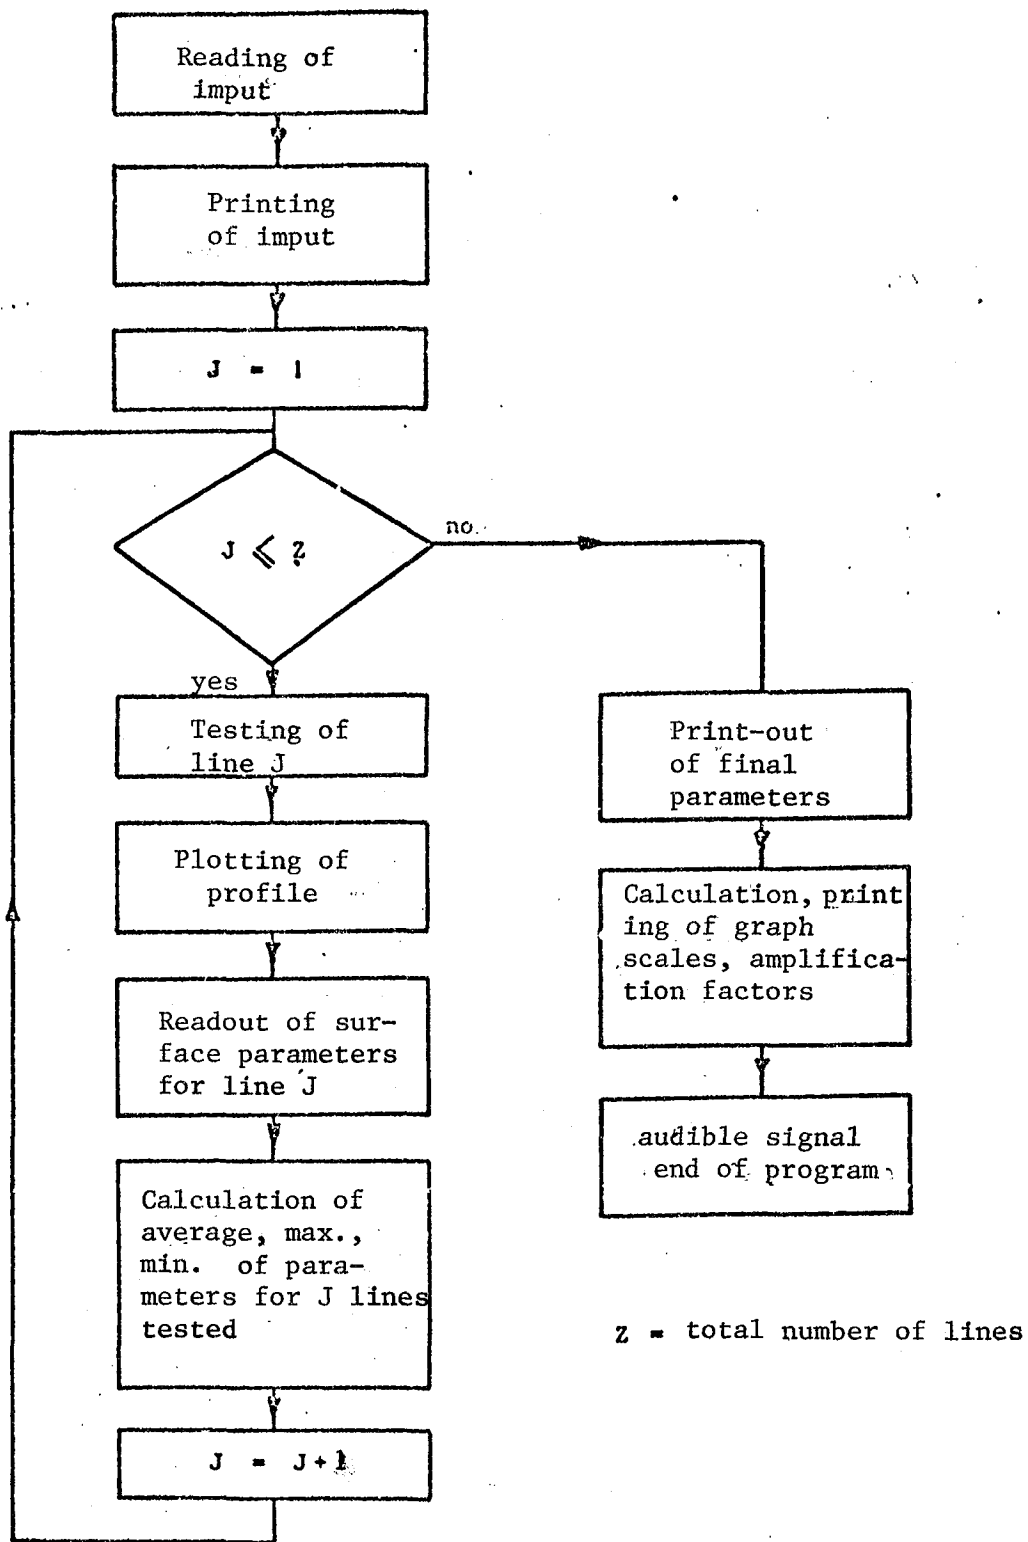 Reading of
imput
Printing
of imput
J = 1
J ⩽ Z
no
yes
Testing of
line J
Plotting of
profile
Readout of sur-
face parameters
for line J
Calculation of
average, max.,
min. of para-
meters for J lines
tested
J = J+1
Print-out
of final
parameters
Calculation, print
ing of graph
scales, amplifica-
tion factors
audible signal
end of program
Z = total number of lines